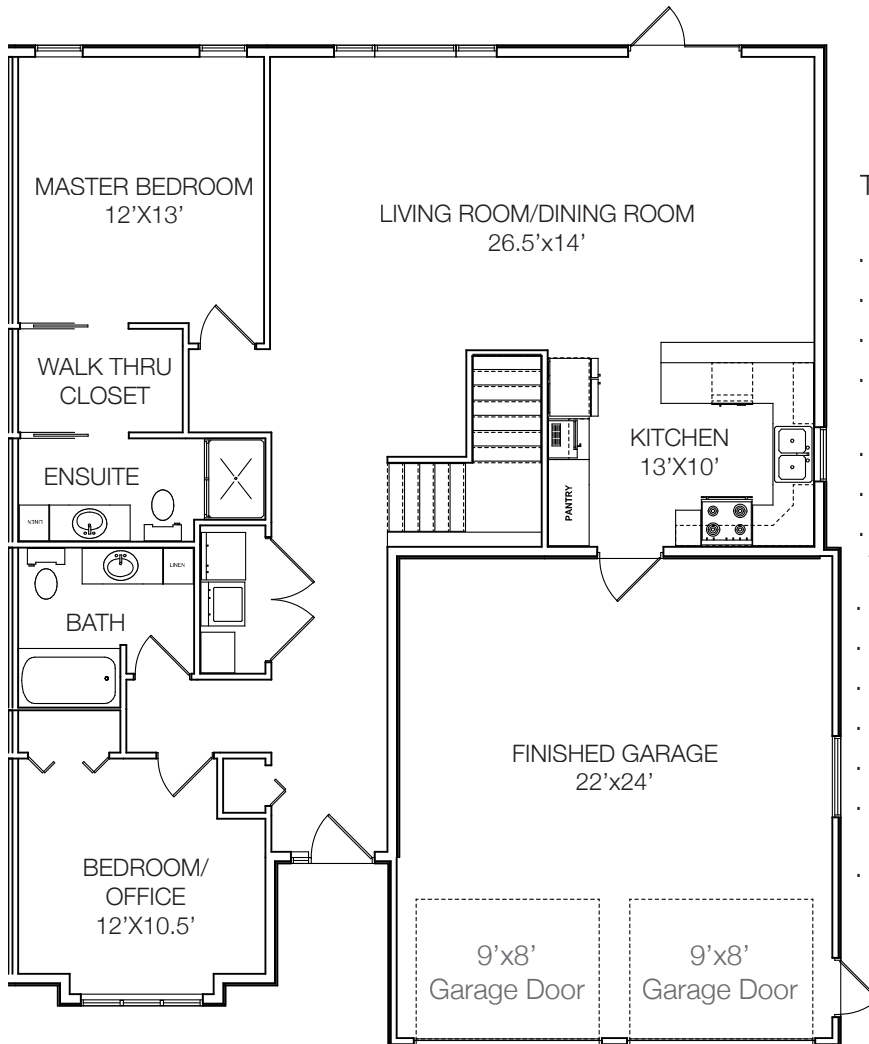 MASTER BEDROOM
12’X13’
LIVING ROOM/DINING ROOM
26.5’x14’
T
WALK THRU
CLOSET
KITCHEN
13’X10’
ENSUITE
LINEN
PANTRY
LINEN
BATH
FINISHED GARAGE
22’x24’
BEDROOM/
OFFICE
12’X10.5’
9’x8’
Garage Door
9’x8’
Garage Door